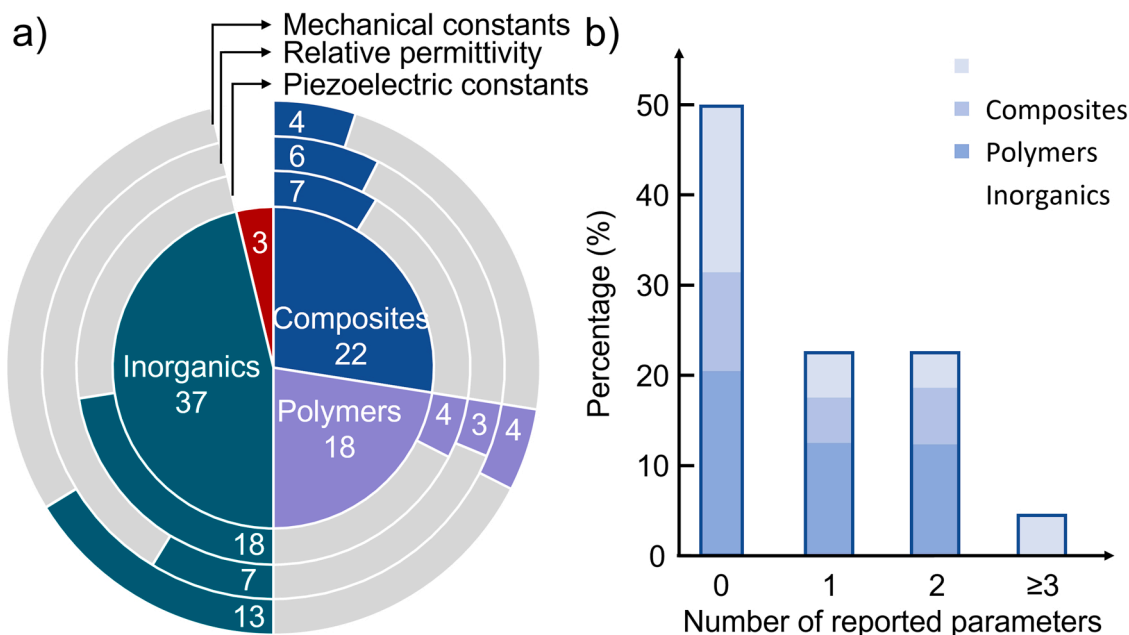 a)
Mechanical constants
Relative permittivity
Piezoelectric constants
4
6
7
3
Composites
22
Inorganics
37
Polymers
18
4
3
4
18
7
13
b)
Percentage (%)
50
40
30
20
10
0
Composites
Polymers
Inorganics
0
1
2
≥3
Number of reported parameters